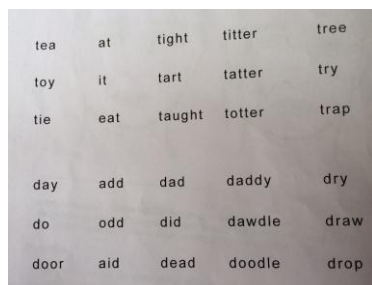 tea at tight titter tree
toy it tart tatter try
tie eat taught totter trap
day add dad daddy dry
do odd did dawdle draw
door aid dead doodle drop